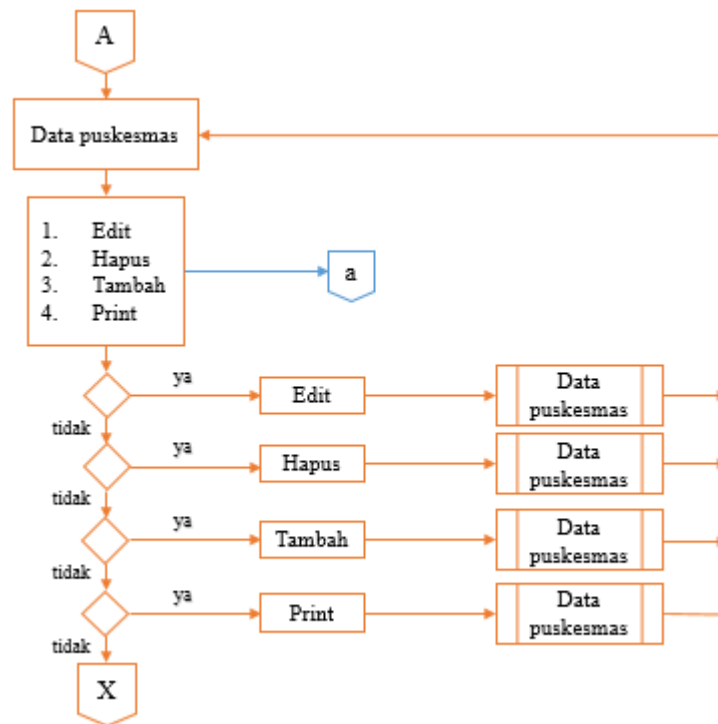 A
Data puskesmas
1. Edit
2. Hapus
3. Tambah
4. Print
a
ya
Edit
Data
puskesmas
tidak
ya
Hapus
Data
puskesmas
tidak
ya
Tambah
Data
puskesmas
tidak
ya
Print
Data
puskesmas
tidak
X